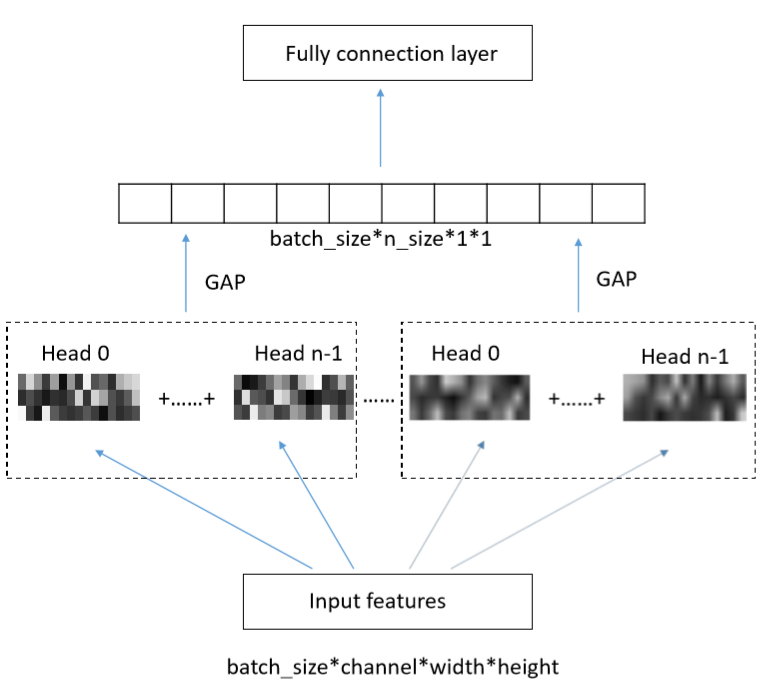 Fully connection layer
batch_size*n_size*1*1
GAP
GAP
Head 0
Head n-1
Head 0
Head n-1
+......+
......
+......+
Input features
batch_size*channel*width*height